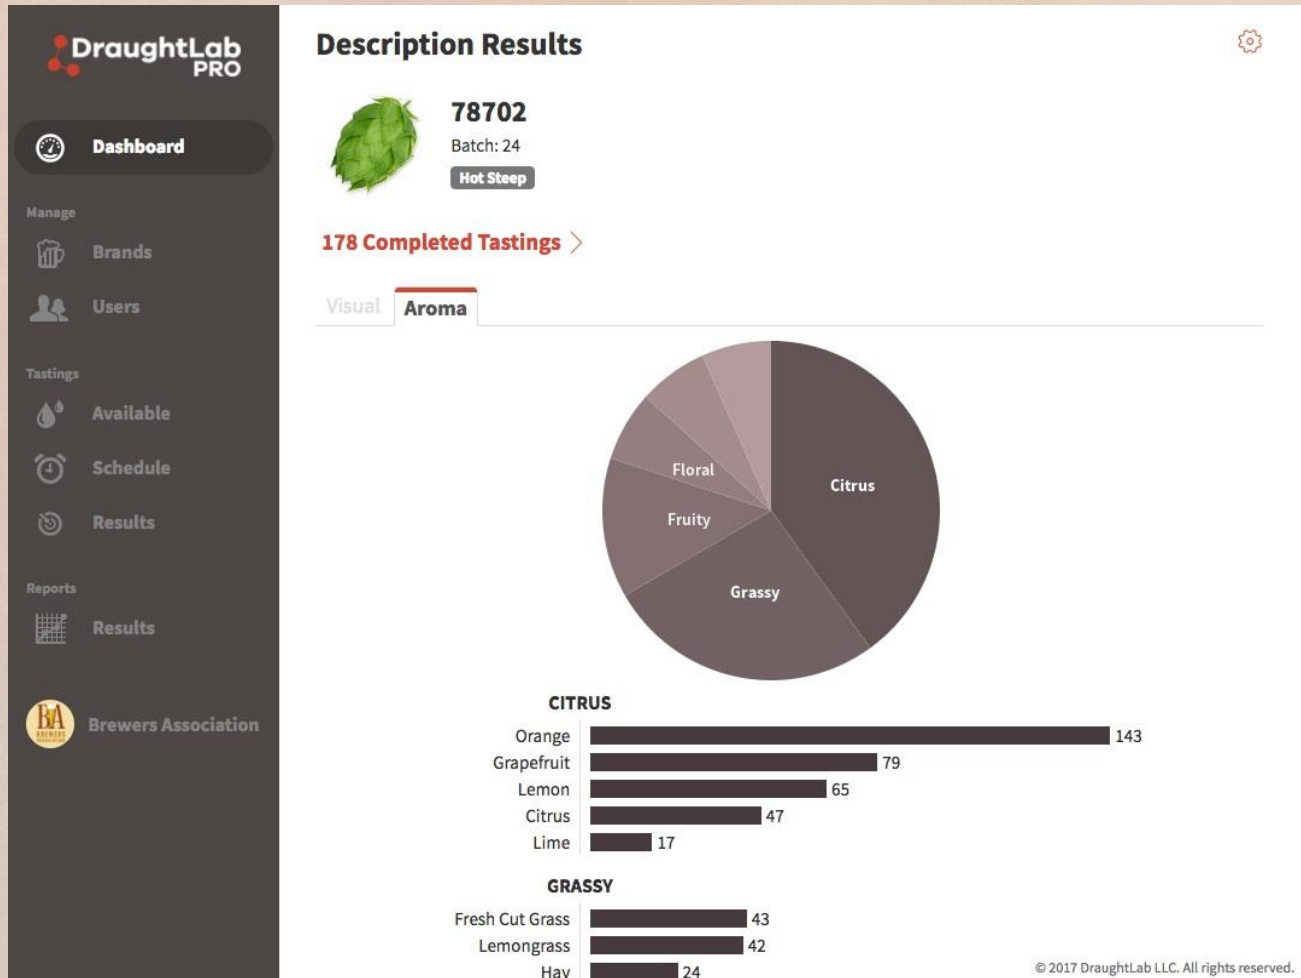 DraughtLab
PRO
Dashboard
Manage
Brands
Users
Tastings
Available
Schedule
Results
Reports
Results
BA
BREWERS
Brewers Association
Description Results
78702
Batch: 24
Hot Steep
178 Completed Tastings
Visual
Aroma
Citrus
Floral
Fruity
Grassy
CITRUS
Orange 143
Grapefruit 79
Lemon 65
Citrus 47
Lime 17
GRASSY
Fresh Cut Grass 43
Lemongrass 42
Hay 24
© 2017 DraughtLab LLC. All rights reserved.